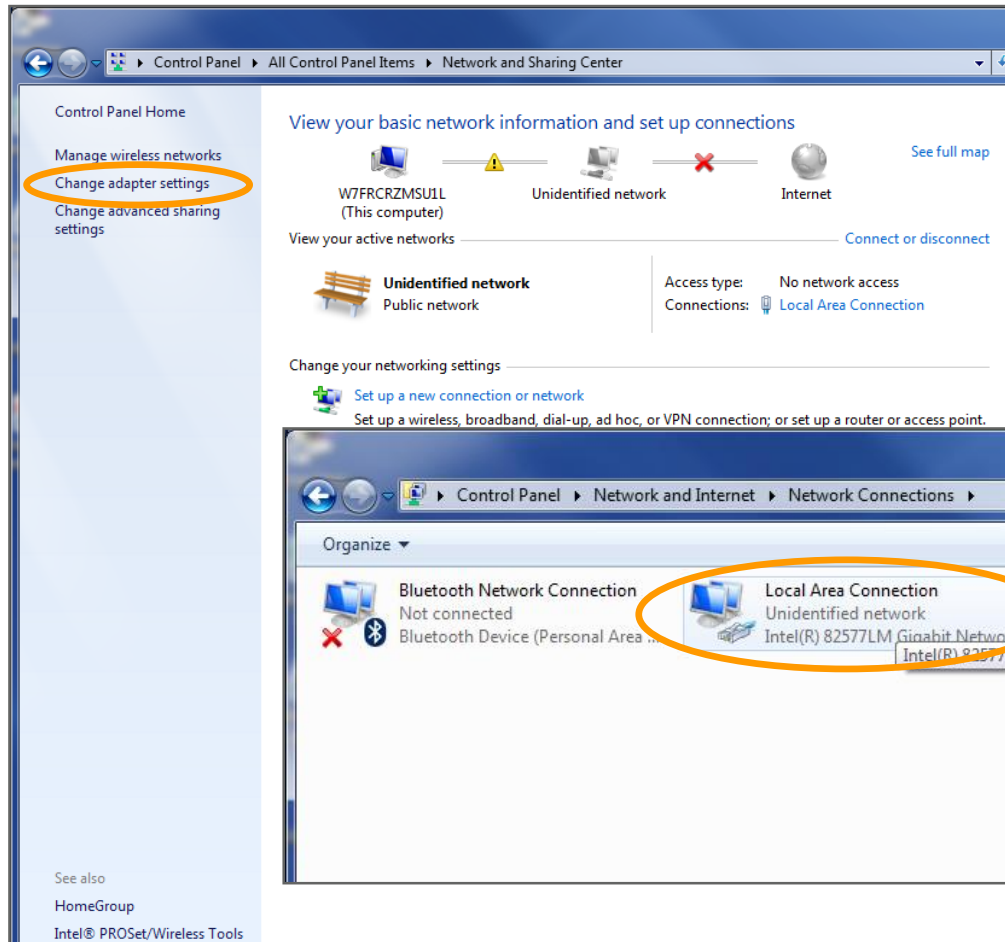 Control Panel All Control Panel Items Network and Sharing Center
Control Panel Home
Manage wireless networks
Change adapter settings
Change advanced sharing
settings
View your basic network information and set up connections
See full map
W7FRCRZMSU1L
(This computer)
Unidentified network
Internet
View your active networks
Connect or disconnect
Unidentified network
Public network
Access type: No network access
Connections: Local Area Connection
Change your networking settings
Set up a new connection or network
Set up a wireless, broadband, dial-up, ad hoc, or VPN connection; or set up a router or access point.
Control Panel Network and Internet Network Connections
Organize
Bluetooth Network Connection
Not connected
Bluetooth Device (Personal Area ...
Local Area Connection
Unidentified network
Intel(R) 82577LM Gigabit Netwo
Intel(R) 82577
See also
HomeGroup
Intel® PROSet/Wireless Tools